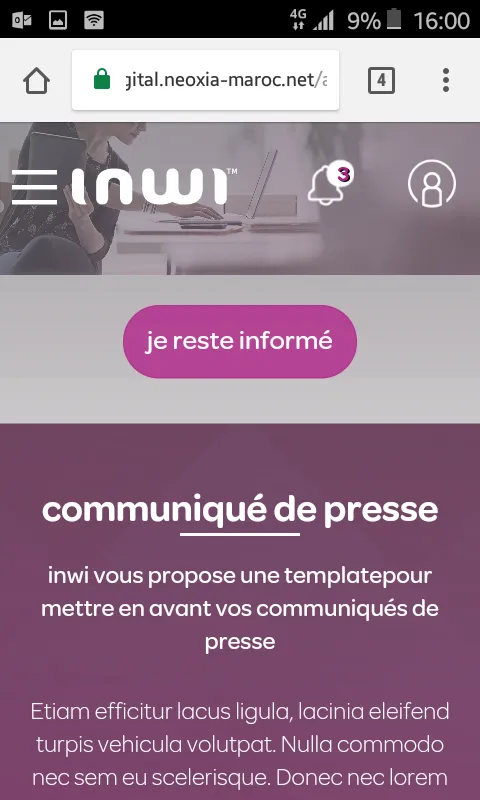 4G 9% 16:00
gital.neoxia-maroc.net/a
4
inwi™
3
je reste informé
communiqué de presse
inwi vous propose une templatepour
mettre en avant vos communiqués de
presse
Etiam efficitur lacus ligula, lacinia eleifend
turpis vehicula volutpat. Nulla commodo
nec sem eu scelerisque. Donec nec lorem